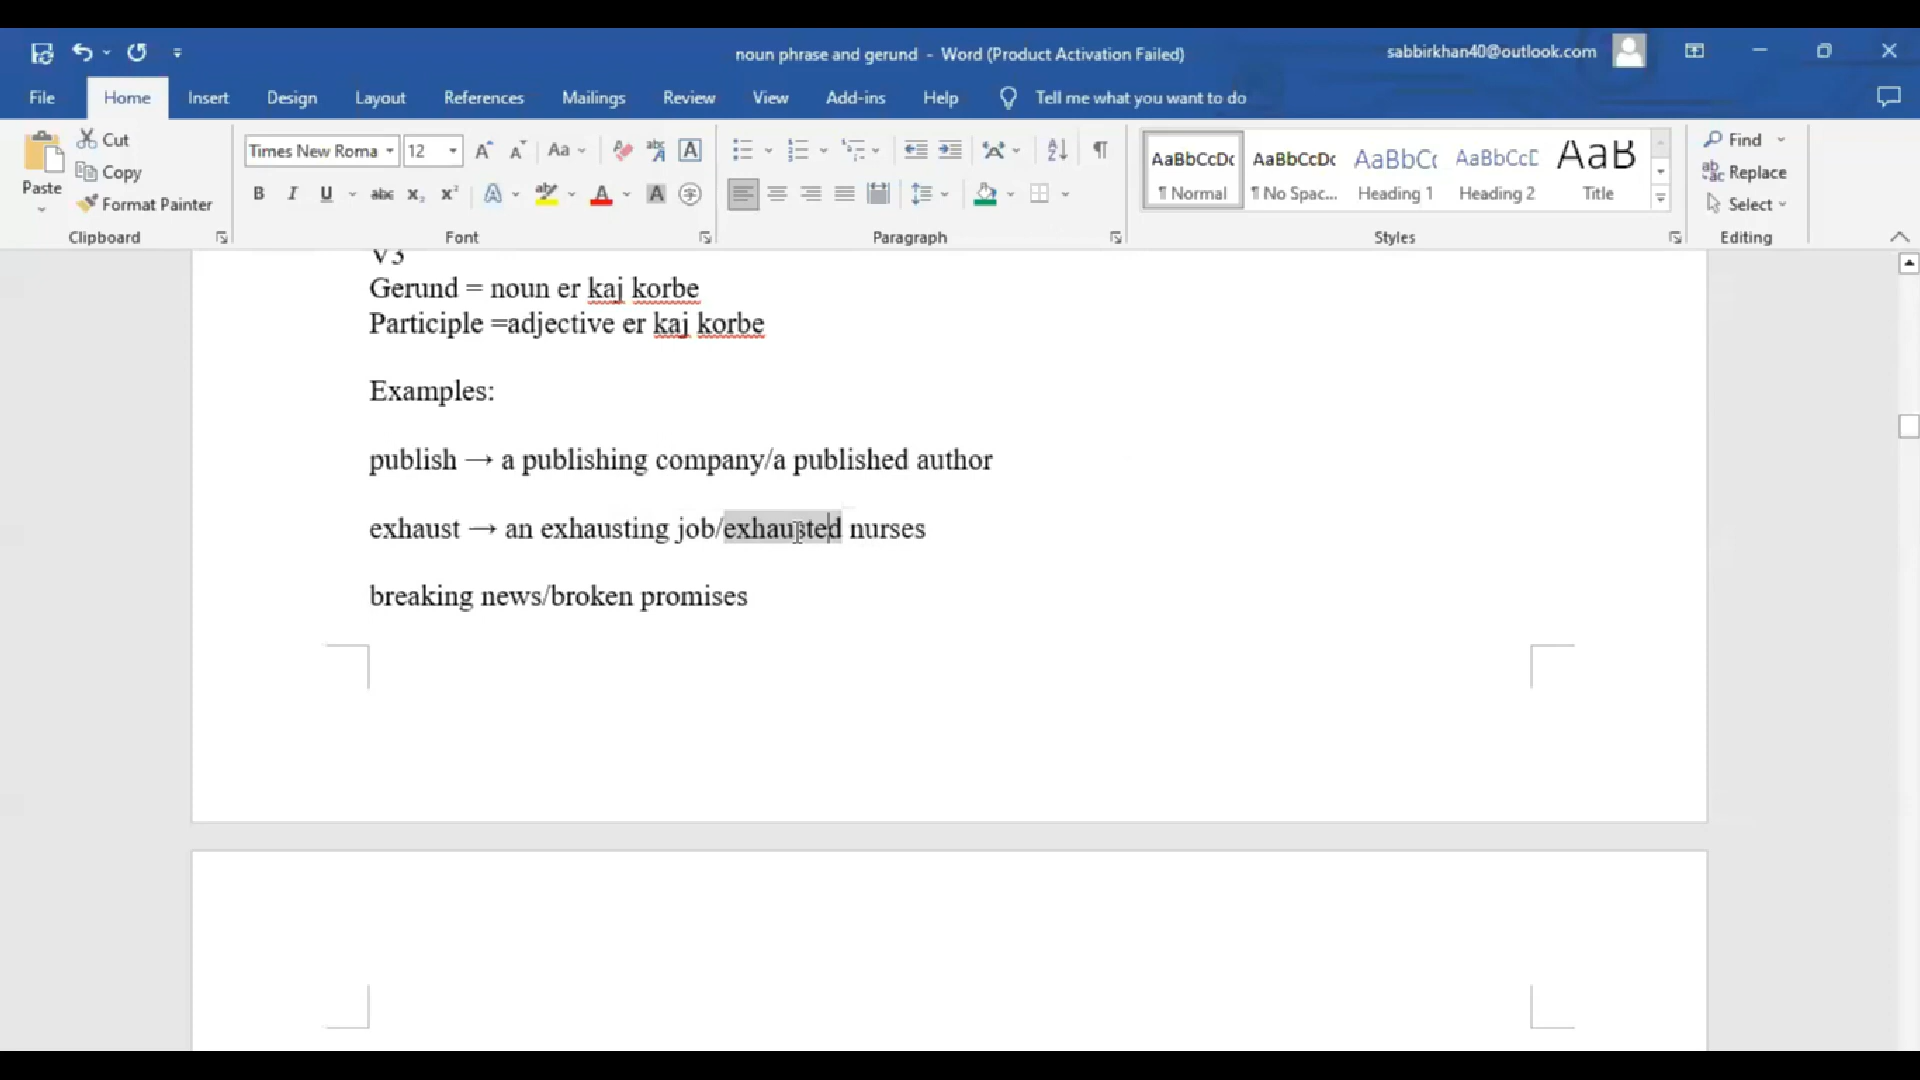 noun phrase and gerund - Word (Product Activation Failed)
sabbirkhan40@outlook.com
File Home Insert Design Layout References Mailings Review View Add-ins Help Tell me what you want to do
Paste
Cut
Copy
Format Painter
Clipboard
Times New Roma 12
Font
Paragraph
AaBbCcDc AaBbCcDc AaBbC AaBbCcD AaB
¶ Normal ¶ No Spac... Heading 1 Heading 2 Title
Styles
Find
Replace
Select
Editing
V3
Gerund = noun er kaj korbe
Participle =adjective er kaj korbe
Examples:
publish → a publishing company/a published author
exhaust → an exhausting job/exhausted nurses
breaking news/broken promises